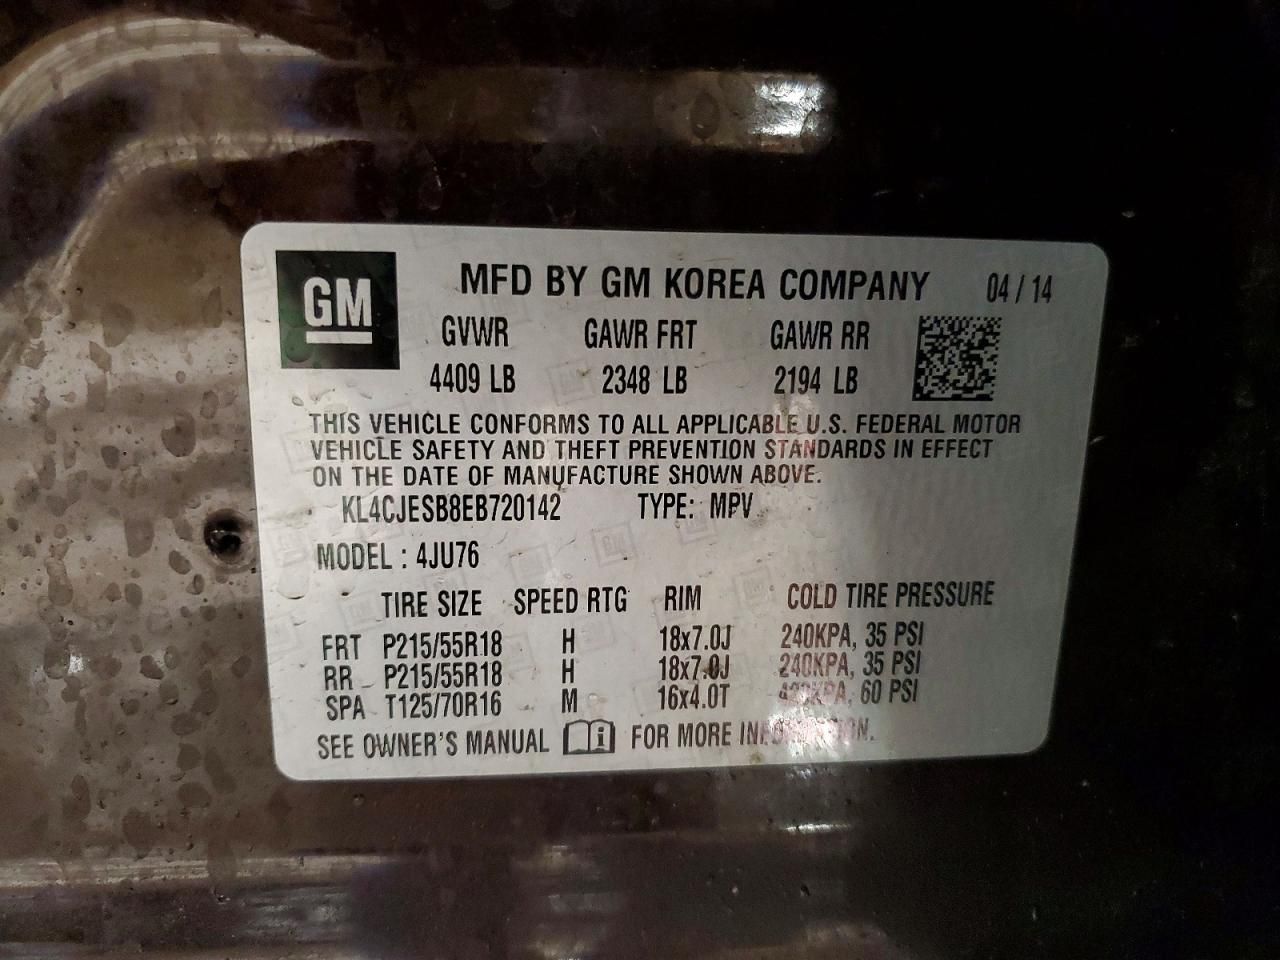 GM MFD BY GM KOREA COMPANY 04 / 14
GVWR GAWR FRT GAWR RR
4409 LB 2348 LB 2194 LB
THIS VEHICLE CONFORMS TO ALL APPLICABLE U.S. FEDERAL MOTOR
VEHICLE SAFETY AND THEFT PREVENTION STANDARDS IN EFFECT
ON THE DATE OF MANUFACTURE SHOWN ABOVE.
KL4CJESB8EB720142 TYPE: MPV
MODEL : 4JU76
TIRE SIZE SPEED RTG RIM COLD TIRE PRESSURE
FRT P215/55R18 H 18x7.0J 240KPA, 35 PSI
RR P215/55R18 H 18x7.0J 240KPA, 35 PSI
SPA T125/70R16 M 16x4.0T 420KPA, 60 PSI
SEE OWNER'S MANUAL i FOR MORE INFORMATION.